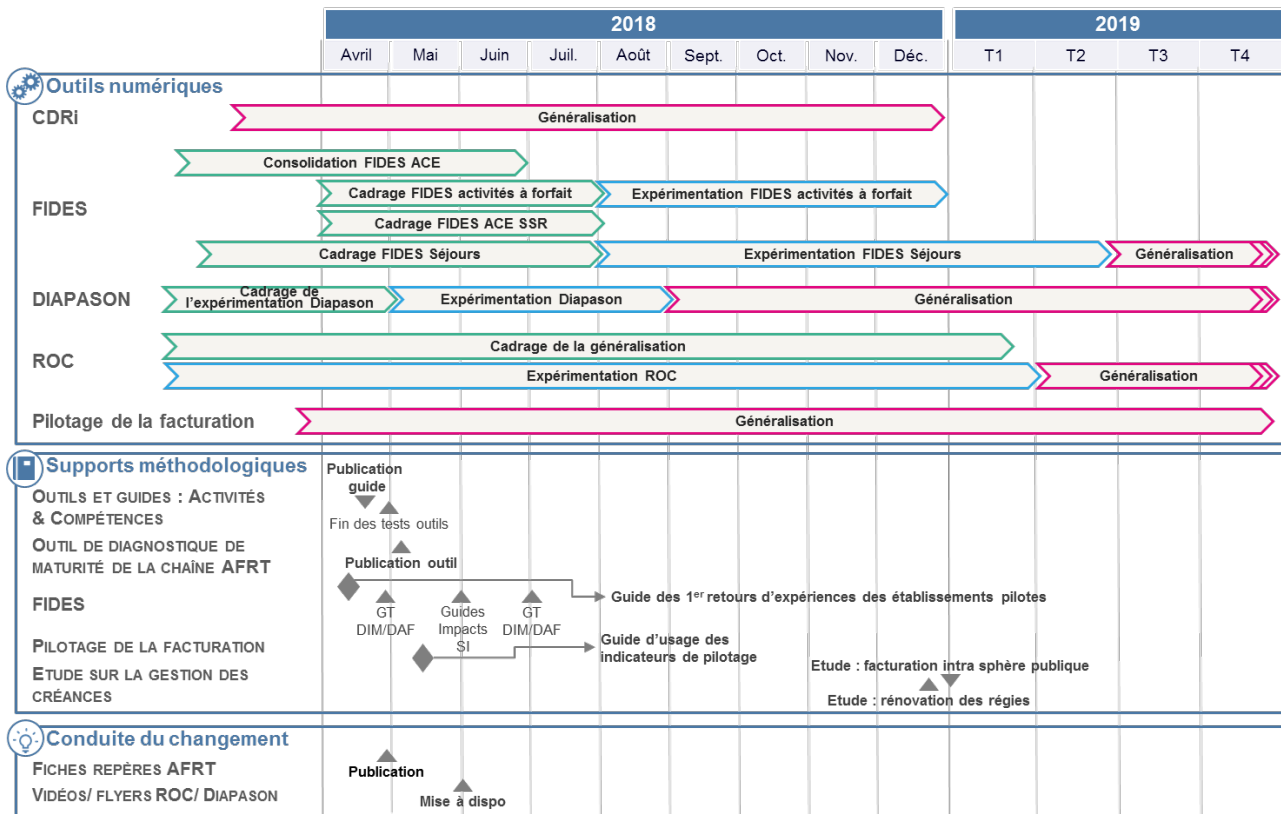 2018
2019
Avril
Mai
Juin
Juil.
Août
Sept.
Oct.
Nov.
Déc.
T1
T2
T3
T4
Outils numériques
CDRi
Généralisation
Consolidation FIDES ACE
FIDES
Cadrage FIDES activités à forfait
Expérimentation FIDES activités à forfait
Cadrage FIDES ACE SSR
Cadrage FIDES Séjours
Expérimentation FIDES Séjours
Généralisation
DIAPASON
Cadrage de
l'expérimentation Diapason
Expérimentation Diapason
Généralisation
ROC
Cadrage de la généralisation
Expérimentation ROC
Généralisation
Pilotage de la facturation
Généralisation
Supports méthodologiques
OUTILS ET GUIDES : ACTIVITÉS
& COMPÉTENCES
Publication
guide
Fin des tests outils
OUTIL DE DIAGNOSTIQUE DE
MATURITÉ DE LA CHAÎNE AFRT
Publication outil
FIDES
GT
DIM/DAF
Guides
Impacts
SI
GT
DIM/DAF
Guide des 1er retours d'expériences des établissements pilotes
PILOTAGE DE LA FACTURATION
Guide d'usage des
indicateurs de pilotage
ETUDE SUR LA GESTION DES
CRÉANCES
Etude : facturation intra sphère publique
Etude : rénovation des régies
Conduite du changement
FICHES REPÈRES AFRT
Publication
VIDÉOS/ FLYERS ROC/ DIAPASON
Mise à dispo